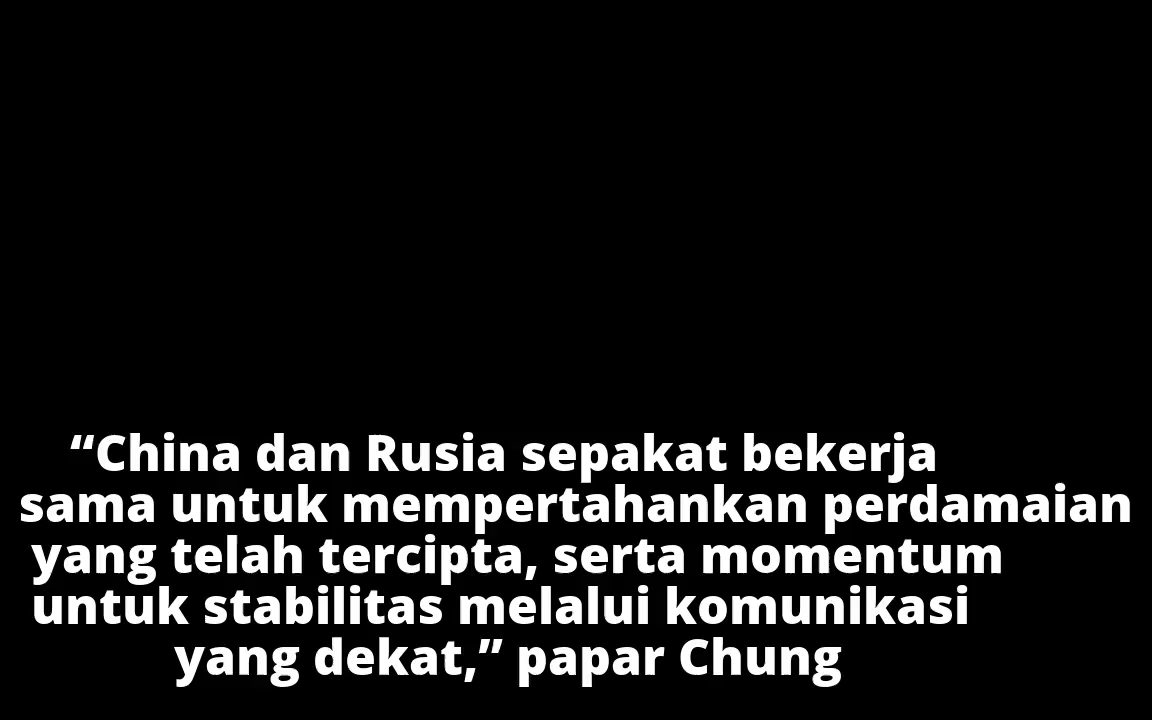 “China dan Rusia sepakat bekerja
sama untuk mempertahankan perdamaian
yang telah tercipta, serta momentum
untuk stabilitas melalui komunikasi
yang dekat,” papar Chung